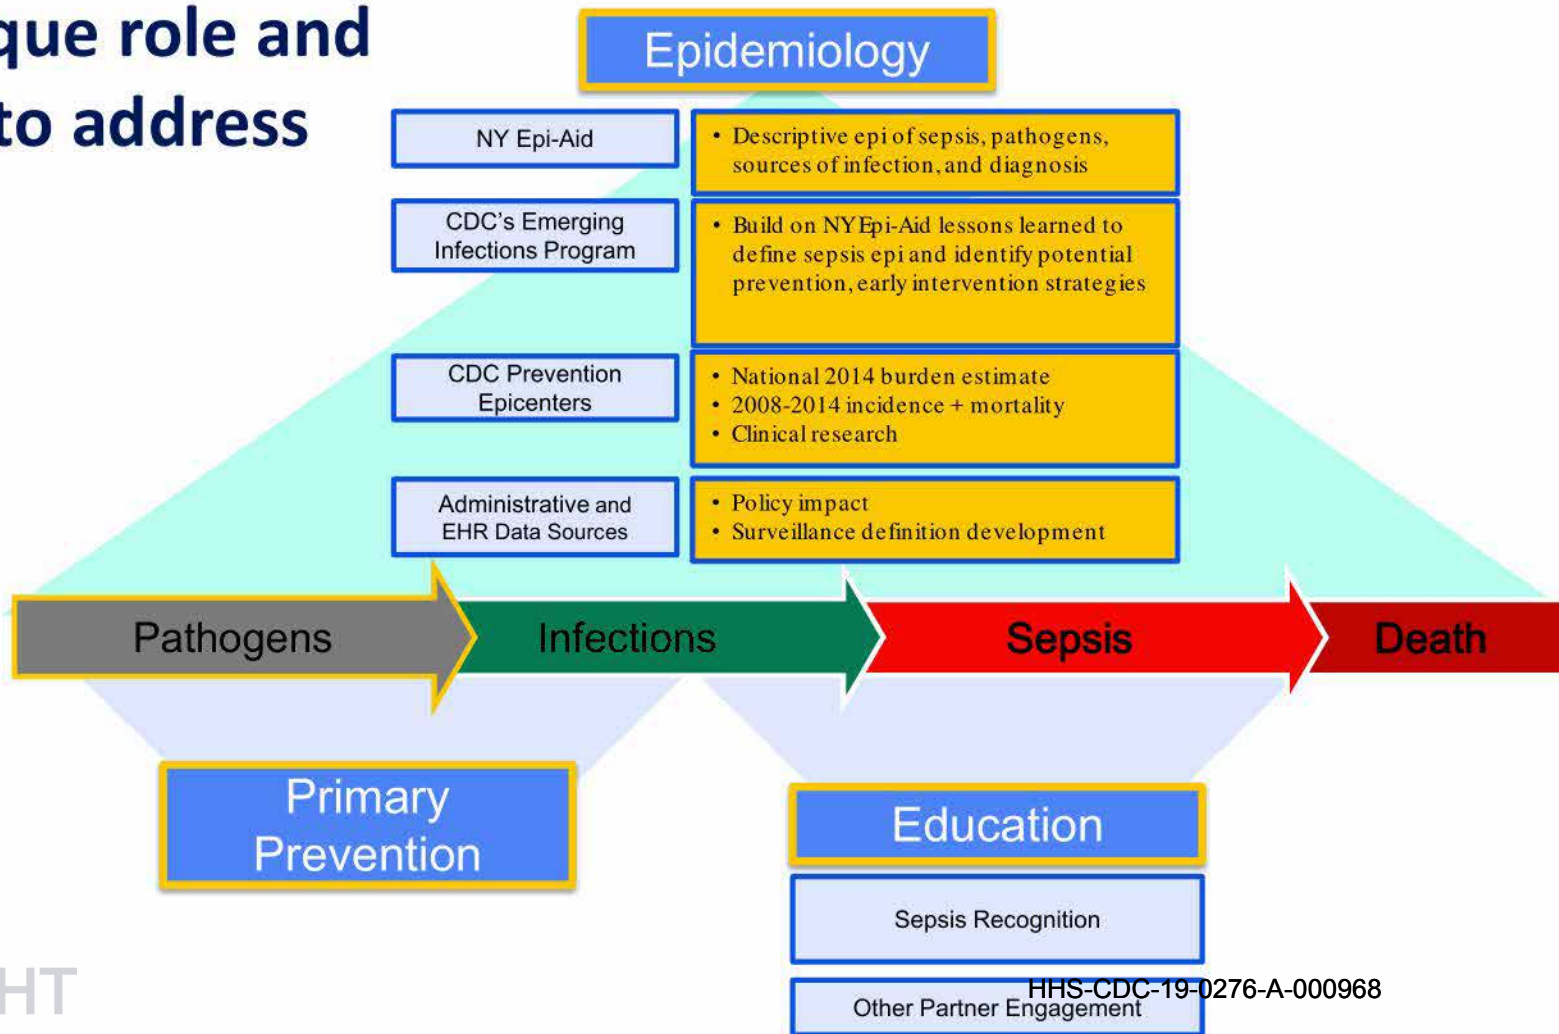 que role and
to address
Epidemiology
NY Epi-Aid
• Descriptive epi of sepsis, pathogens,
sources of infection, and diagnosis
CDC's Emerging
Infections Program
• Build on NY Epi-Aid lessons learned to
define sepsis epi and identify potential
prevention, early intervention strategies
CDC Prevention
Epicenters
• National 2014 burden estimate
• 2008-2014 incidence + mortality
• Clinical research
Administrative and
EHR Data Sources
• Policy impact
• Surveillance definition development
Pathogens
Infections
Sepsis
Death
Primary
Prevention
Education
Sepsis Recognition
Other Partner Engagement
HHS-CDC-19-0276-A-000968
HT